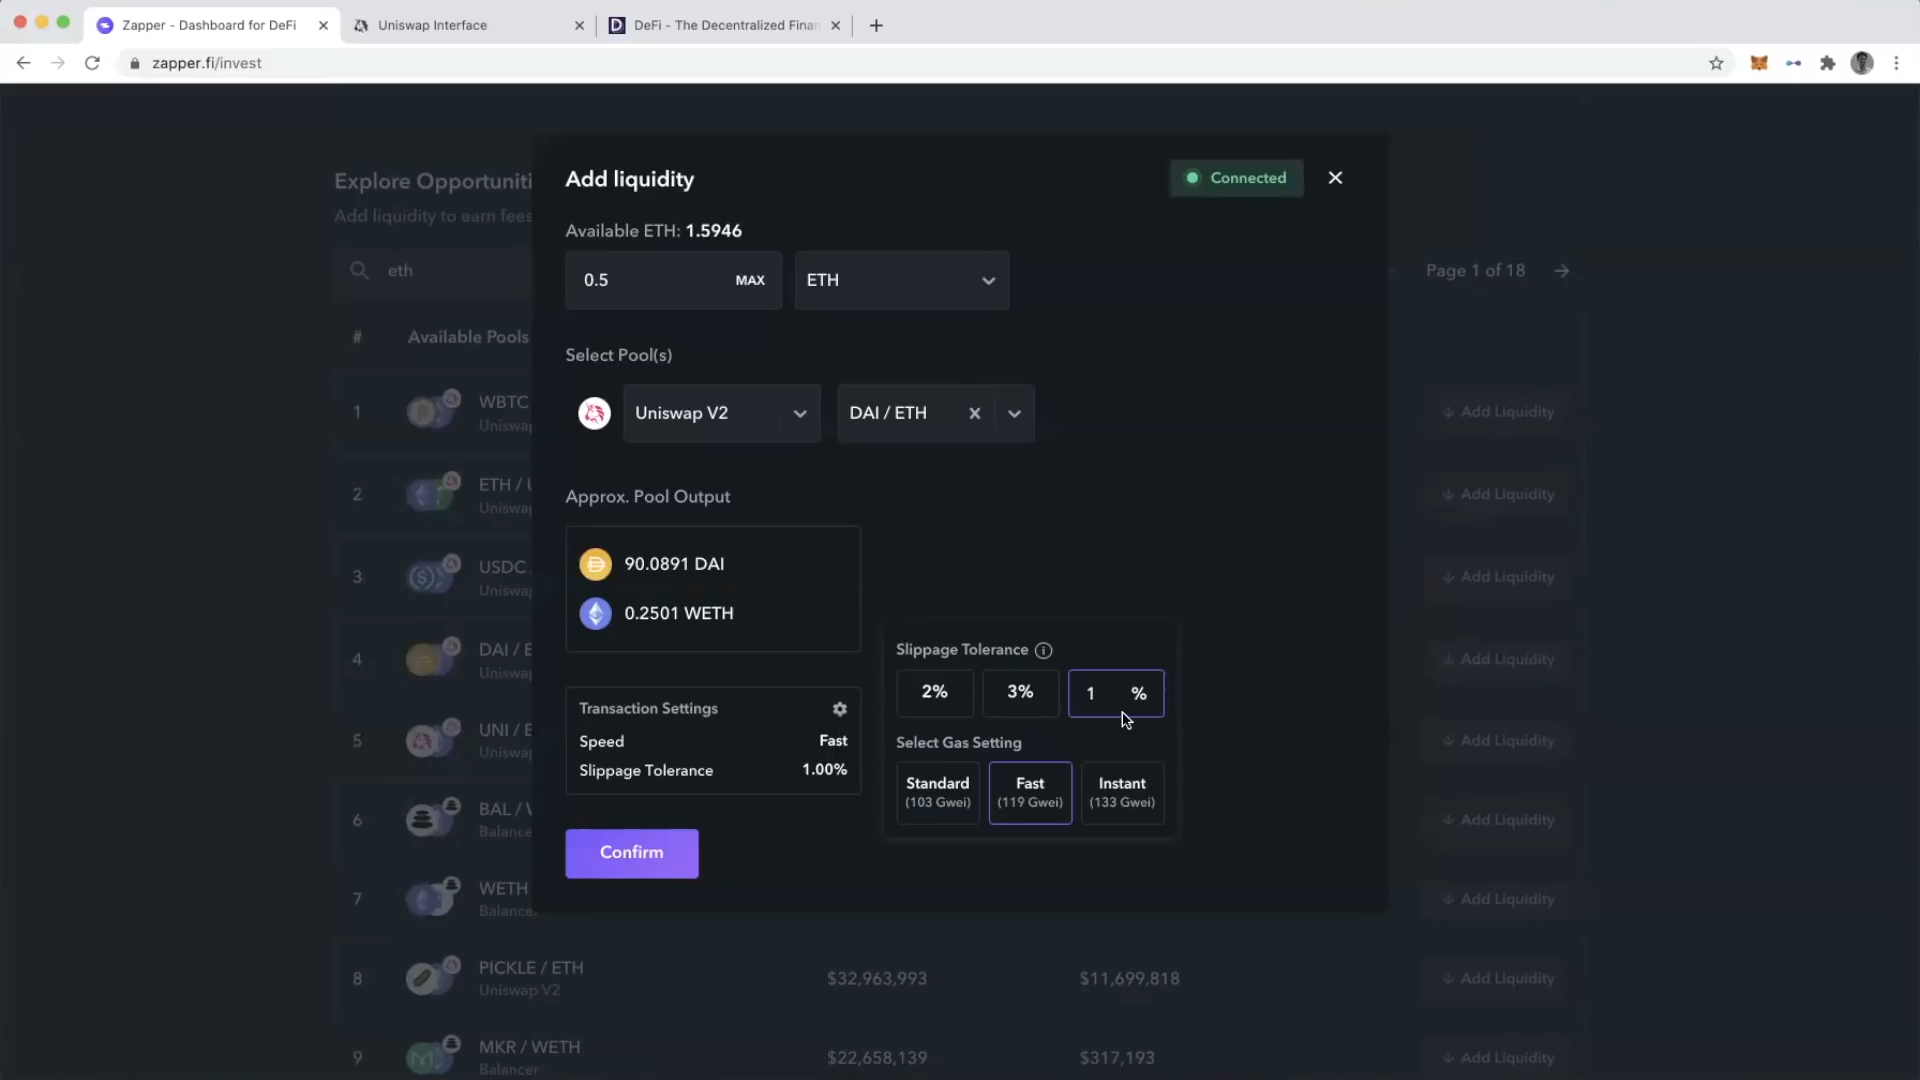 Zapper - Dashboard for DeFi
Uniswap Interface
DeFi - The Decentralized Finan
zapper.fi/invest
Explore Opportuniti
Add liquidity to earn fees
eth
Page 1 of 18
# Available Pools
1 WBTC
Uniswap
Add Liquidity
2 ETH / U
Uniswap
Add Liquidity
3 USDC
Uniswap
Add Liquidity
4 DAI / E
Uniswap
Add Liquidity
5 UNI / E
Uniswap
Add Liquidity
6 BAL / W
Balancer
Add Liquidity
7 WETH
Balancer
Add Liquidity
8 PICKLE / ETH $32,963,993 $11,699,818 Add Liquidity
Uniswap V2
9 MKR / WETH $22,658,139 $317,193 Add Liquidity
Balancer
Add liquidity
Connected
Available ETH: 1.5946
0.5 MAX ETH
Select Pool(s)
Uniswap V2 DAI / ETH
Approx. Pool Output
90.0891 DAI
0.2501 WETH
Transaction Settings
Speed Fast
Slippage Tolerance 1.00%
Confirm
Slippage Tolerance
2% 3% 1 %
Select Gas Setting
Standard Fast Instant
(103 Gwei) (119 Gwei) (133 Gwei)